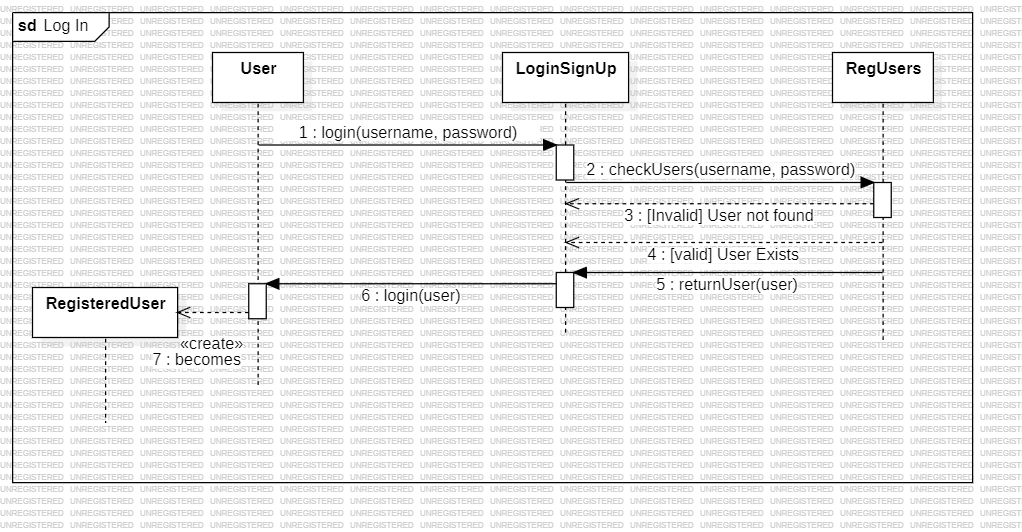 sd Log In
User
LoginSignUp
RegUsers
1 : login(username, password)
2 : checkUsers(username, password)
3 : [Invalid] User not found
4 : [valid] User Exists
5 : returnUser(user)
6 : login(user)
RegisteredUser
«create»
7 : becomes
UNREGISTERED